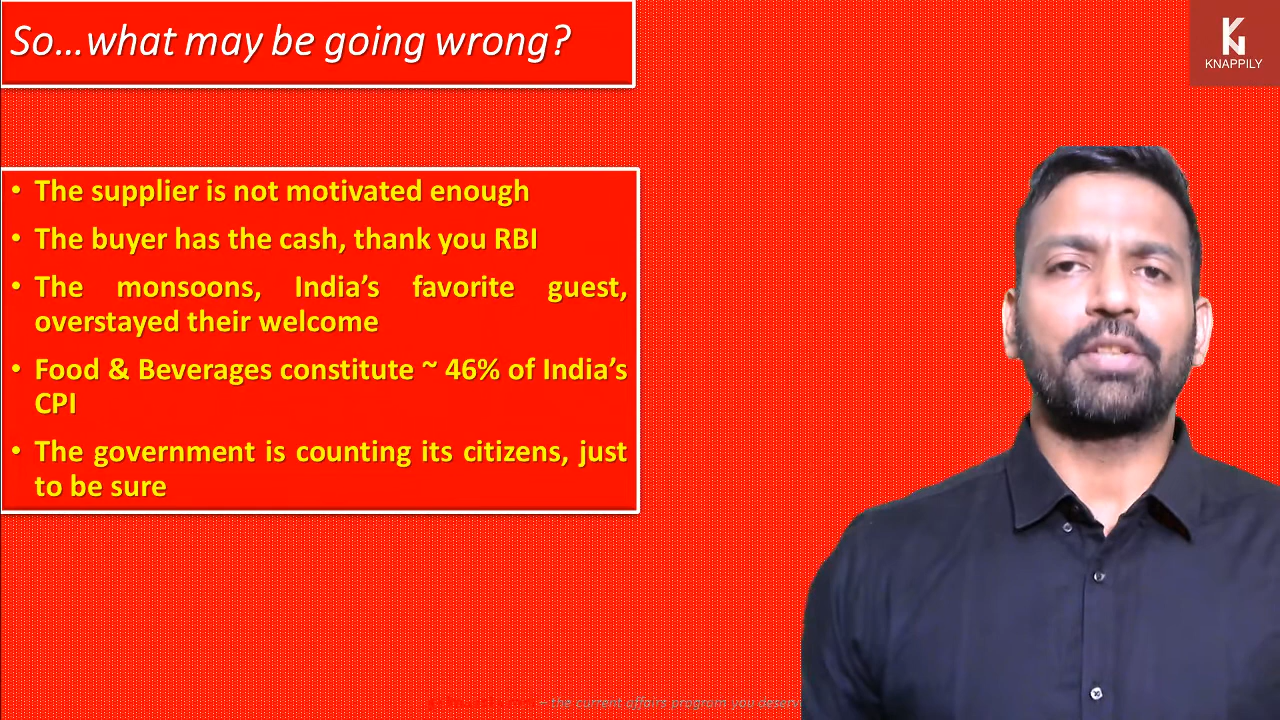 So...what may be going wrong?
KNAPPILY
• The supplier is not motivated enough
• The buyer has the cash, thank you RBI
• The monsoons, India's favorite guest,
overstayed their welcome
• Food & Beverages constitute ~ 46% of India's
CPI
• The government is counting its citizens, just
to be sure
– the current affairs program you